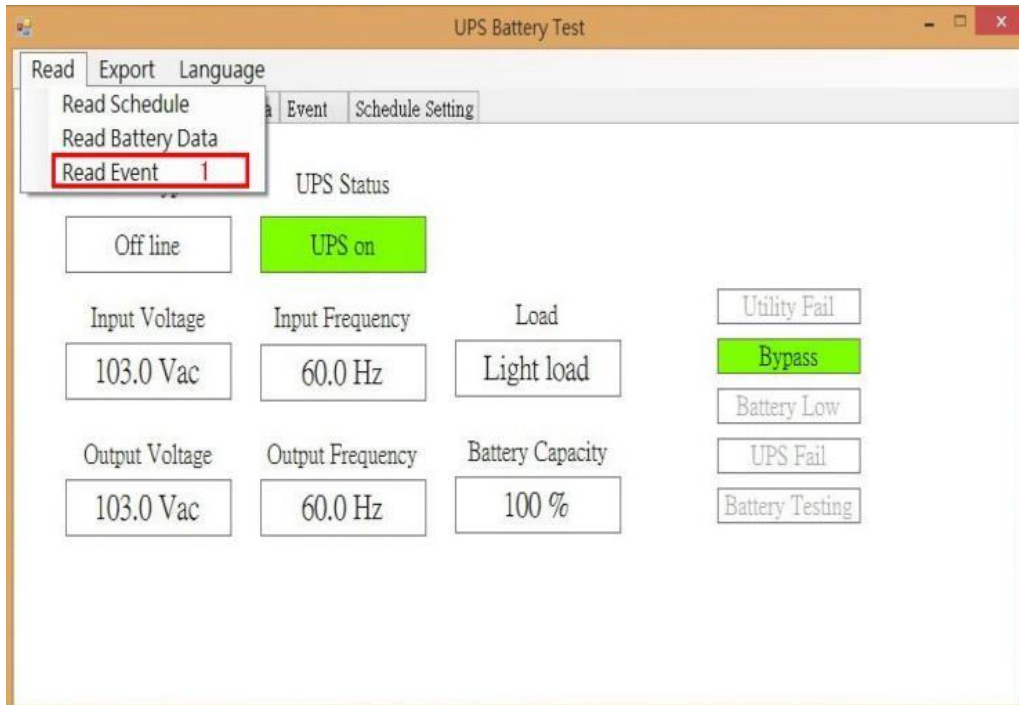 UPS Battery Test
Read Export Language
Read Schedule
Read Battery Data
Read Event 1
Event Schedule Setting
UPS Status
Off line UPS on
Input Voltage Input Frequency Load
103.0 Vac 60.0 Hz Light load
Output Voltage Output Frequency Battery Capacity
103.0 Vac 60.0 Hz 100 %
Utility Fail
Bypass
Battery Low
UPS Fail
Battery Testing